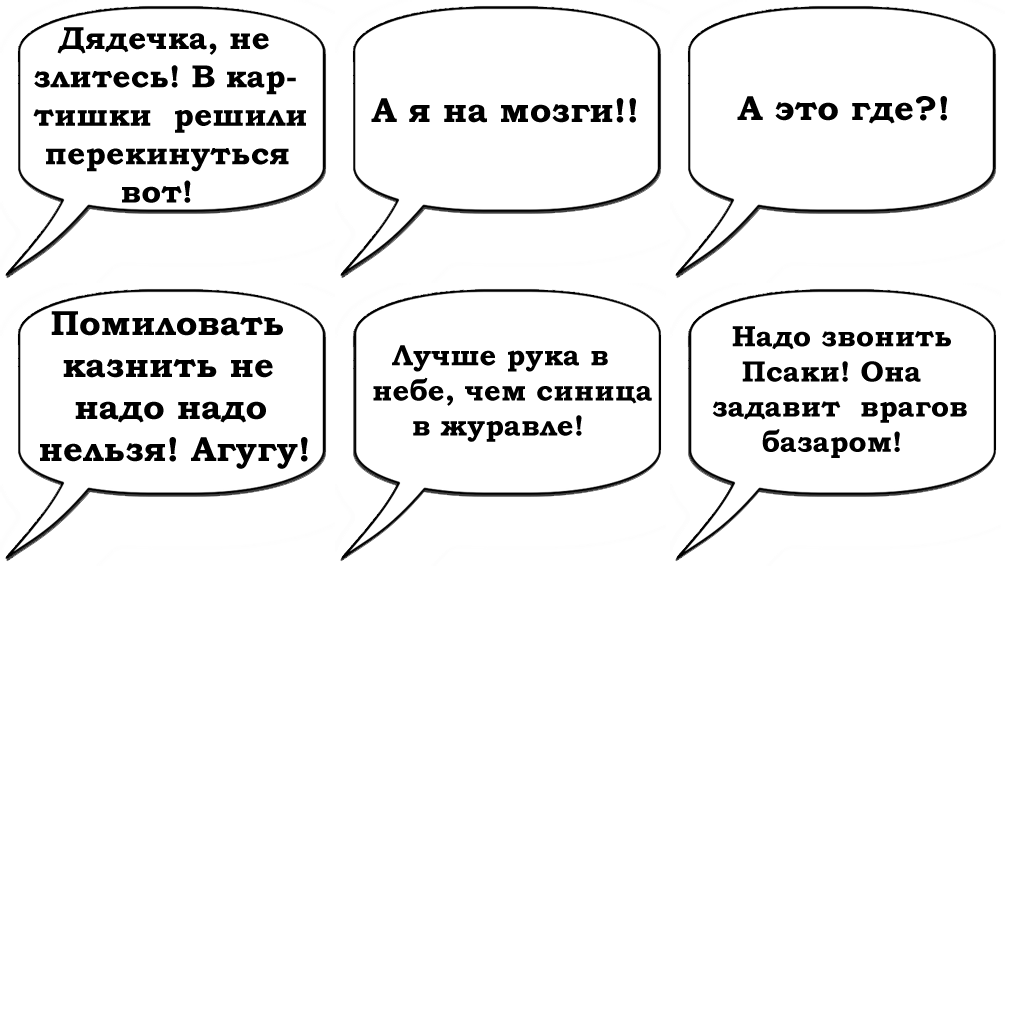 Дядечка, не
злитесь! В кар-
тишки решили
перекинуться
вот!
А я на мозги!!
А это где?!
Помиловать
казнить не
надо надо
нельзя! Агугу!
Лучше рука в
небе, чем синица
в журавле!
Надо звонить
Псаки! Она
задавит врагов
базаром!